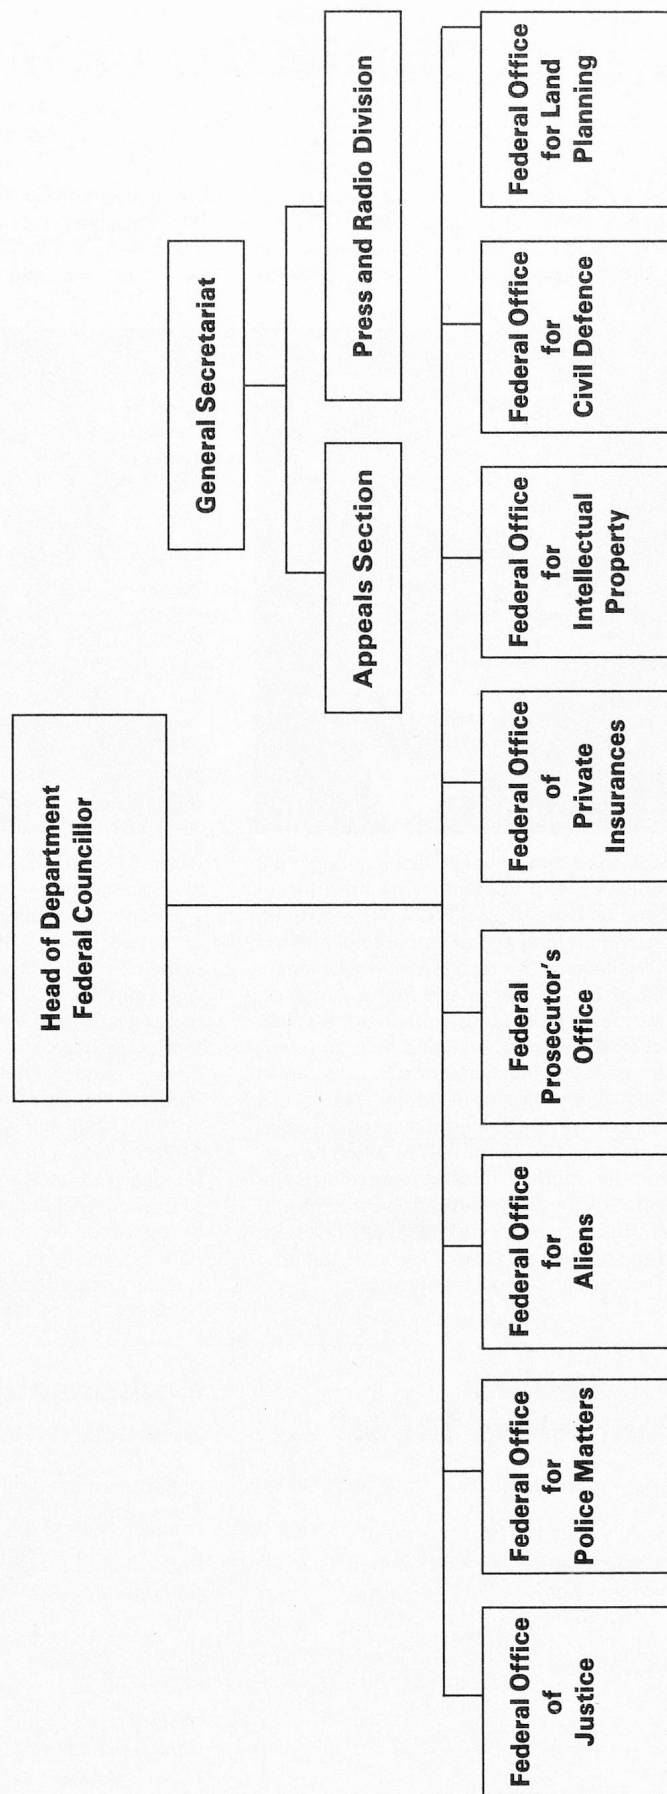 Head of Department
Federal Councillor
General Secretariat
Appeals Section
Press and Radio Division
Federal Office
of
Justice
Federal Office
for
Police Matters
Federal Office
for
Aliens
Federal
Prosecutor's
Office
Federal Office
of
Private
Insurances
Federal Office
for
Intellectual
Property
Federal Office
for
Civil Defence
Federal Office
for Land
Planning